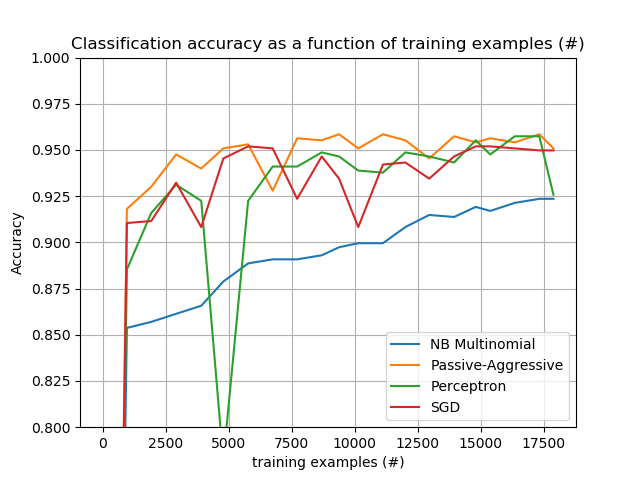 Classification accuracy as a function of training examples (#)
1.000
0.975
0.950
0.925
0.900
0.875
0.850
0.825
0.800
Accuracy
NB Multinomial
Passive-Aggressive
Perceptron
SGD
0 2500 5000 7500 10000 12500 15000 17500
training examples (#)